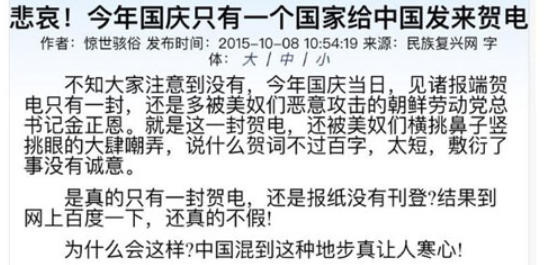 悲哀！今年国庆只有一个国家给中国发来贺电
作者：惊世骇俗 发布时间：2015-10-08 10:54:19 来源：民族复兴网 字
体：大 / 中 / 小
不知大家注意到没有，今年国庆当日，见诸报端贺
电只有一封，还是多被美奴们恶意攻击的朝鲜劳动党总
书记金正恩。就是这一封贺电，还被美奴们横挑鼻子竖
挑眼的大肆嘲弄，说什么贺词不过百字，太短，敷衍了
事没有诚意。
是真的只有一封贺电，还是报纸没有刊登?结果到
网上百度一下，还真的不假!
为什么会这样?中国混到这种地步真让人寒心!